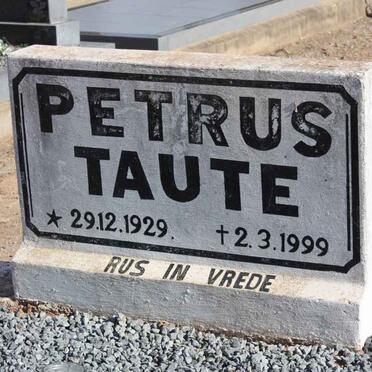 PETRUS
TAUTE
* 29.12.1929. †2.3.1999
RUS IN VREDE